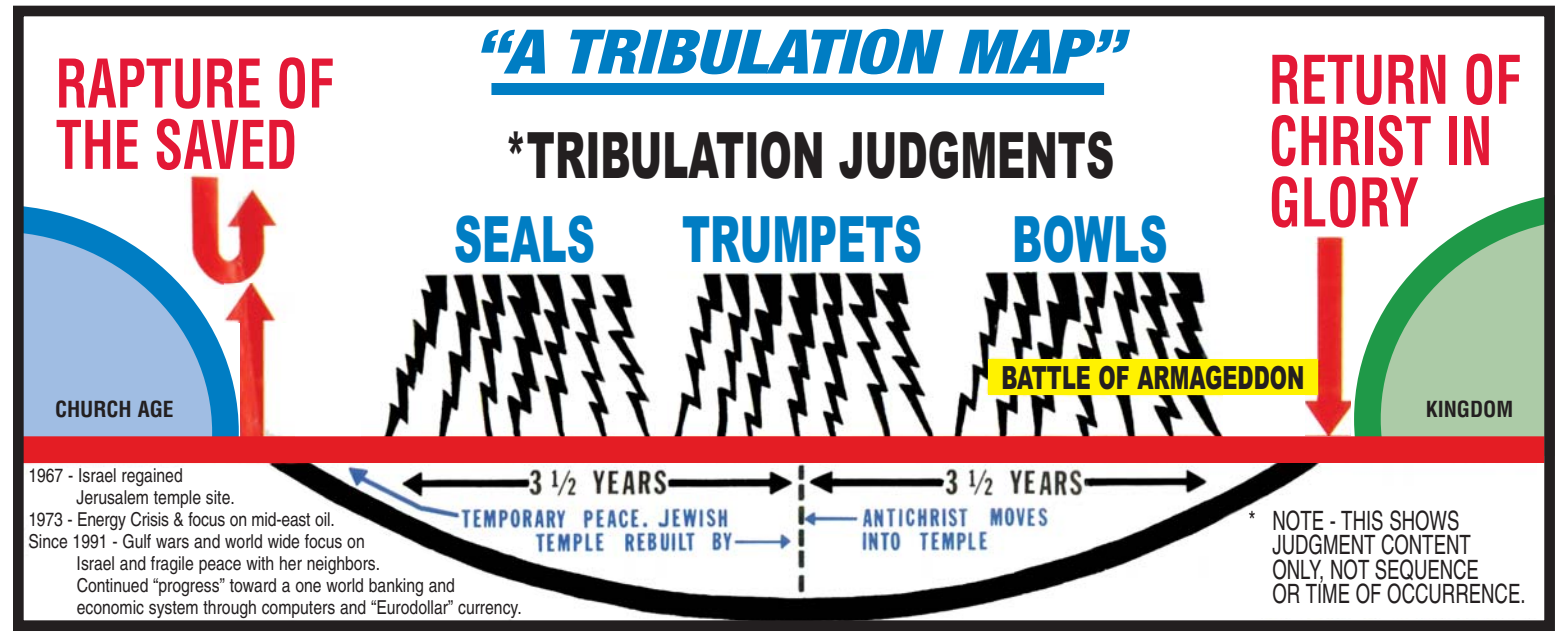 “A TRIBULATION MAP”
RAPTURE OF
THE SAVED
*TRIBULATION JUDGMENTS
RETURN OF
CHRIST IN
GLORY
SEALS
TRUMPETS
BOWLS
BATTLE OF ARMAGEDDON
CHURCH AGE
KINGDOM
1967 - Israel regained
Jerusalem temple site.
1973 - Energy Crisis & focus on mid-east oil.
Since 1991 - Gulf wars and world wide focus on
Israel and fragile peace with her neighbors.
Continued “progress” toward a one world banking and
economic system through computers and “Eurodollar” currency.
3 1/2 YEARS
3 1/2 YEARS
TEMPORARY PEACE. JEWISH
TEMPLE REBUILT BY
ANTICHRIST MOVES
INTO TEMPLE
* NOTE - THIS SHOWS
JUDGMENT CONTENT
ONLY, NOT SEQUENCE
OR TIME OF OCCURRENCE.